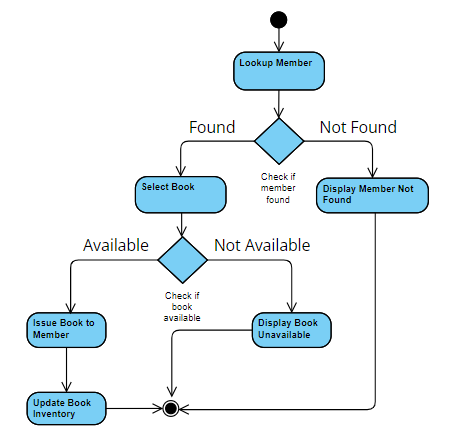 Lookup Member
Found
Not Found
Check if
member
found
Select Book
Display Member Not
Found
Available
Not Available
Check if
book
available
Issue Book to
Member
Display Book
Unavailable
Update Book
Inventory